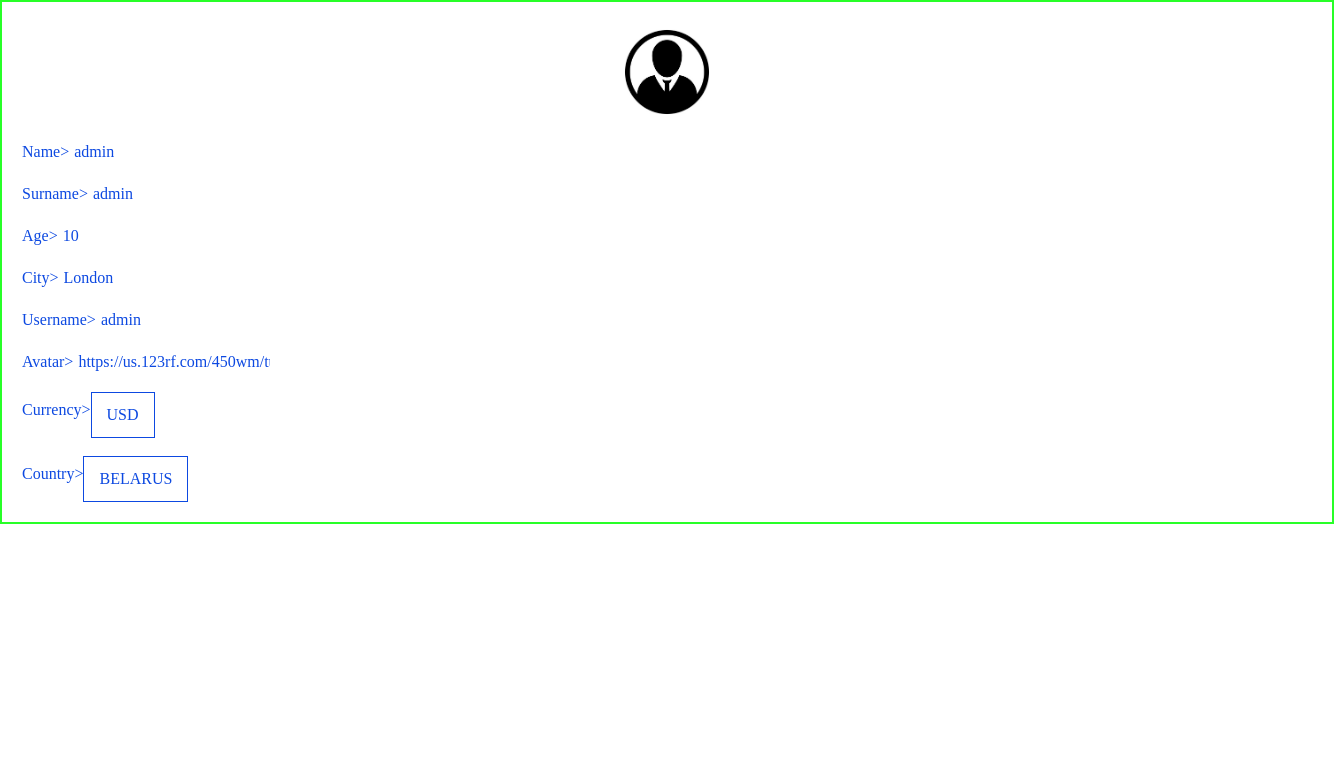 Name> admin
Surname> admin
Age> 10
City> London
Username> admin
Avatar> https://us.123rf.com/450wm/t
Currency> USD
Country> BELARUS